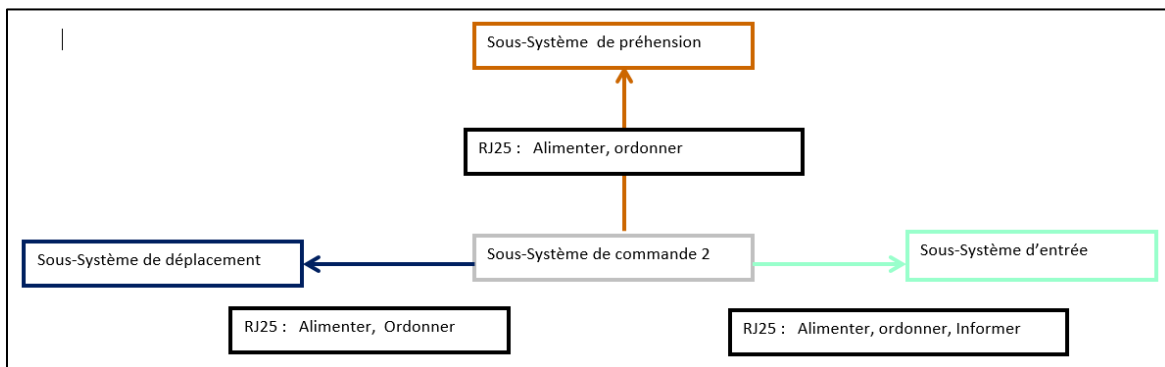 Sous-Système de préhension
RJ25 : Alimenter, ordonner
Sous-Système de déplacement
Sous-Système de commande 2
Sous-Système d’entrée
RJ25 : Alimenter, Ordonner
RJ25 : Alimenter, ordonner, Informer